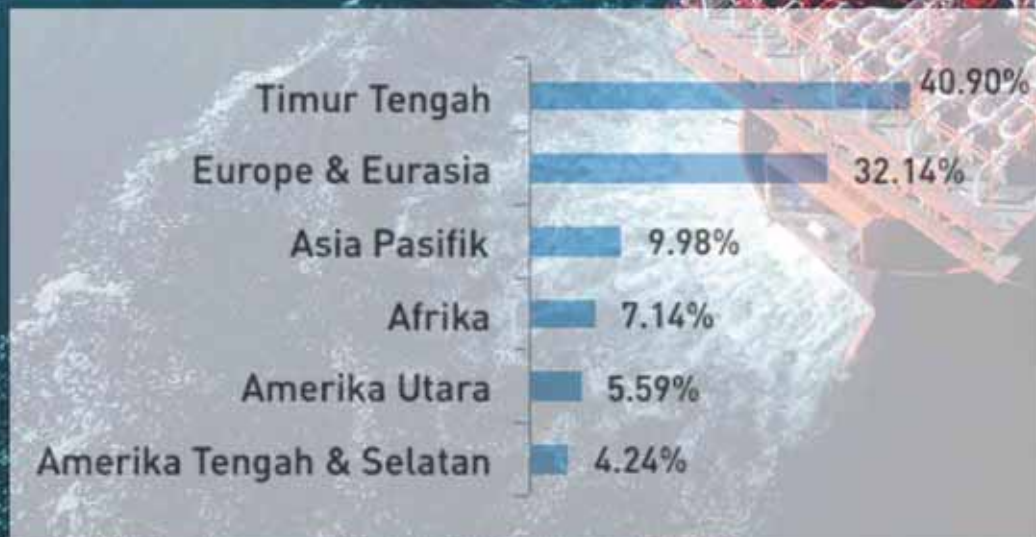 Timur Tengah 40.90%
Europe & Eurasia 32.14%
Asia Pasifik 9.98%
Afrika 7.14%
Amerika Utara 5.59%
Amerika Tengah & Selatan 4.24%